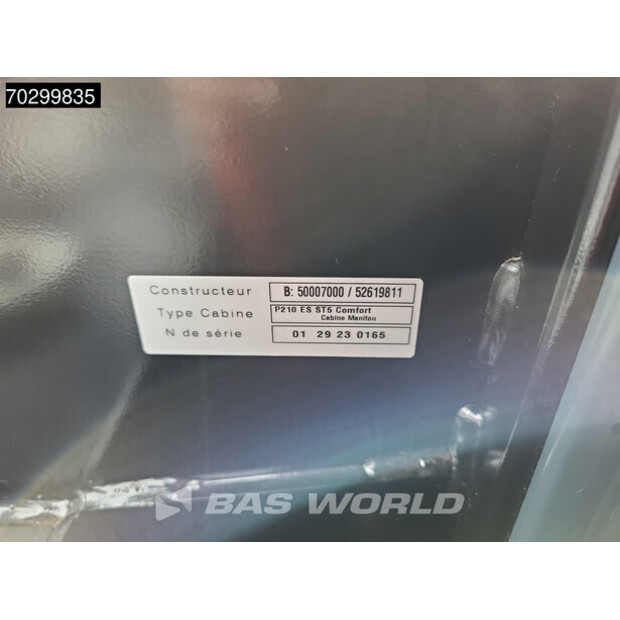 70299835
Constructeur B: 50007000 / 52619811
Type Cabine P210 ES ST5 Comfort
Cabine Manitou
N de série 01 29 23 0165
BAS WORLD